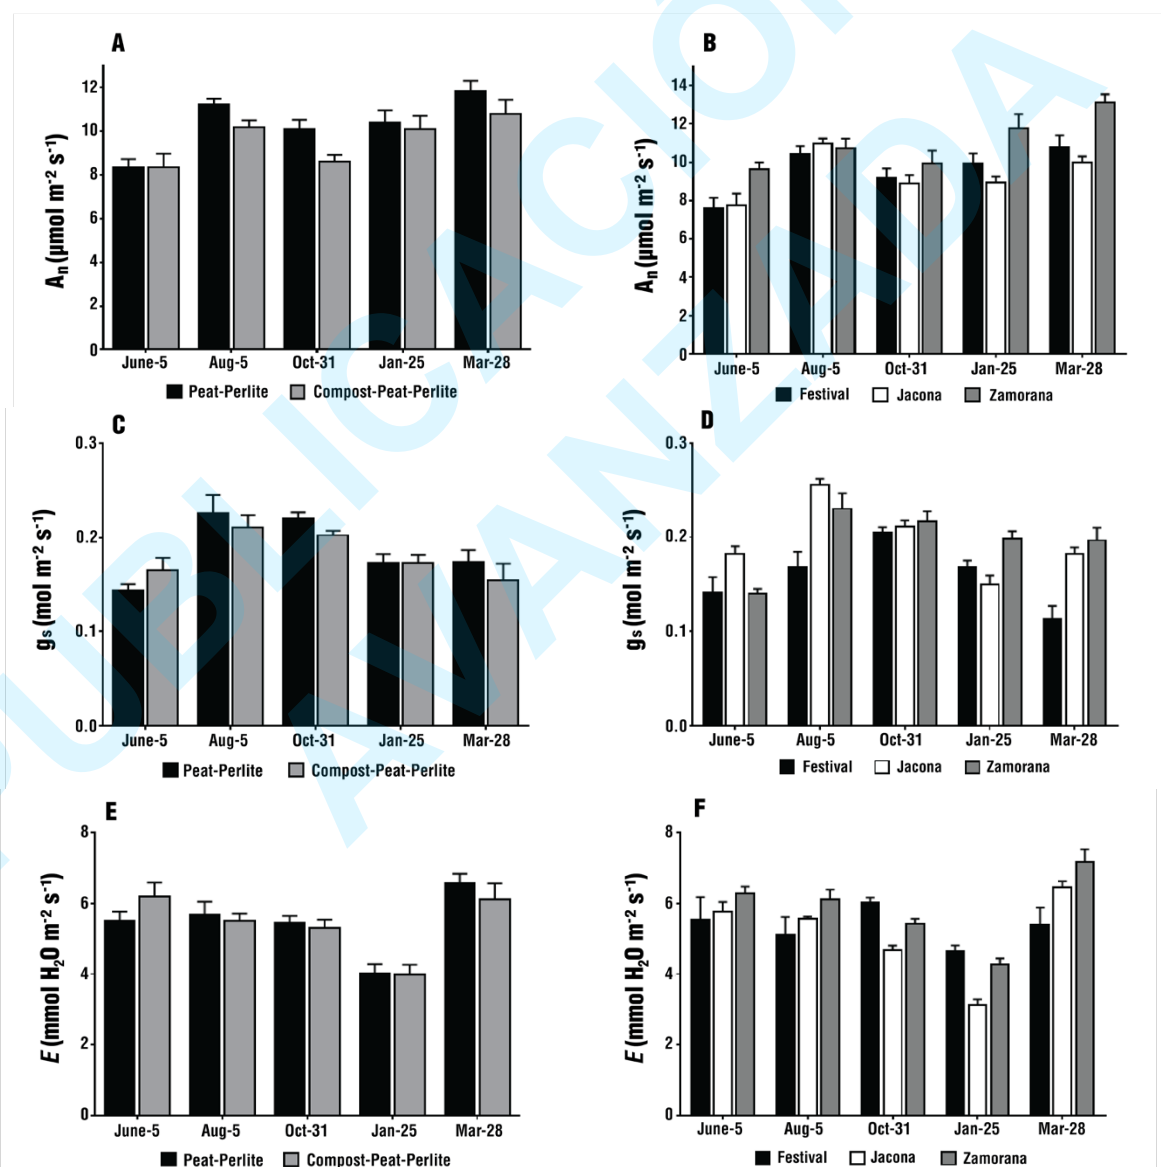 A
12
10
8
6
4
2
0
An (µmol m-2 s-1)
June-5 Aug-5 Oct-31 Jan-25 Mar-28
Peat-Perlite Compost-Peat-Perlite
B
14
12
10
8
6
4
2
0
An (µmol m-2 s-1)
June-5 Aug-5 Oct-31 Jan-25 Mar-28
Festival Jacona Zamorana
C
0.3
0.2
0.1
0.0
gs (mol m-2 s-1)
June-5 Aug-5 Oct-31 Jan-25 Mar-28
Peat-Perlite Compost-Peat-Perlite
D
0.3
0.2
0.1
0.0
gs (mol m-2 s-1)
June-5 Aug-5 Oct-31 Jan-25 Mar-28
Festival Jacona Zamorana
E
8
6
4
2
0
E (mmol H2O m-2 s-1)
June-5 Aug-5 Oct-31 Jan-25 Mar-28
Peat-Perlite Compost-Peat-Perlite
F
8
6
4
2
0
E (mmol H2O m-2 s-1)
June-5 Aug-5 Oct-31 Jan-25 Mar-28
Festival Jacona Zamorana
PUBLICACIÓN
AVANZADA